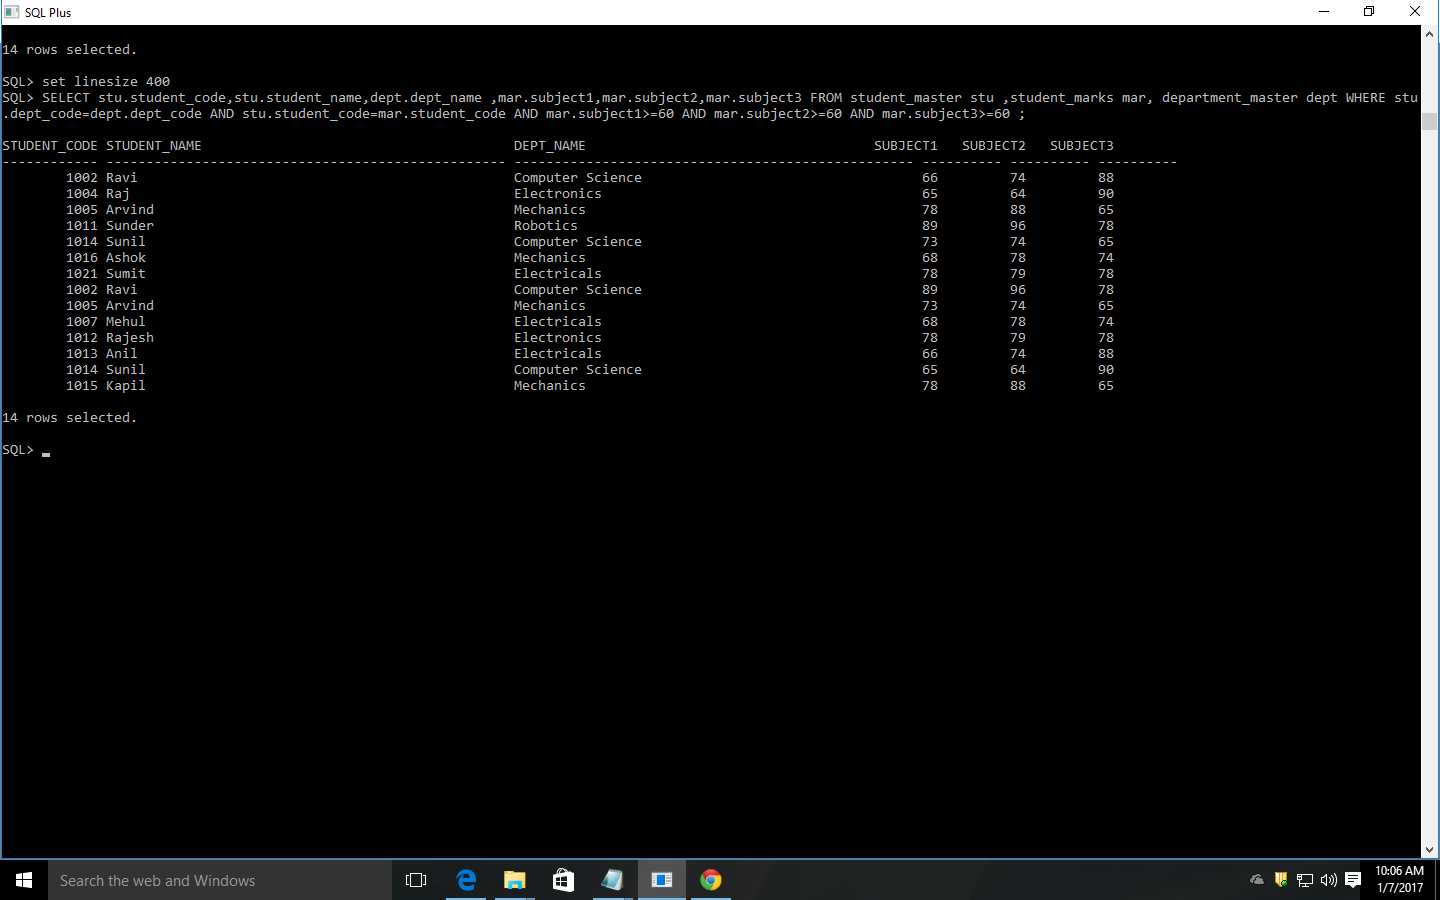 SQL Plus
14 rows selected.
SQL> set linesize 400
SQL> SELECT stu.student_code,stu.student_name,dept.dept_name ,mar.subject1,mar.subject2,mar.subject3 FROM student_master stu ,student_marks mar, department_master dept WHERE stu
.dept_code=dept.dept_code AND stu.student_code=mar.student_code AND mar.subject1>=60 AND mar.subject2>=60 AND mar.subject3>=60 ;
STUDENT_CODE STUDENT_NAME DEPT_NAME SUBJECT1 SUBJECT2 SUBJECT3
------------ -------------------------------------------------- -------------------------------------------------- ---------- ---------- ----------
1002 Ravi Computer Science 66 74 88
1004 Raj Electronics 65 64 90
1005 Arvind Mechanics 78 88 65
1011 Sunder Robotics 89 96 78
1014 Sunil Computer Science 73 74 65
1016 Ashok Mechanics 68 78 74
1021 Sumit Electricals 78 79 78
1002 Ravi Computer Science 89 96 78
1005 Arvind Mechanics 73 74 65
1007 Mehul Electricals 68 78 74
1012 Rajesh Electronics 78 79 78
1013 Anil Electricals 66 74 88
1014 Sunil Computer Science 65 64 90
1015 Kapil Mechanics 78 88 65
14 rows selected.
SQL> _
Search the web and Windows
10:06 AM
1/7/2017